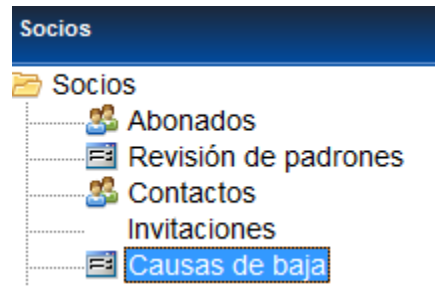 Socios
Socios
Abonados
Revisión de padrones
Contactos
Invitaciones
Causas de baja